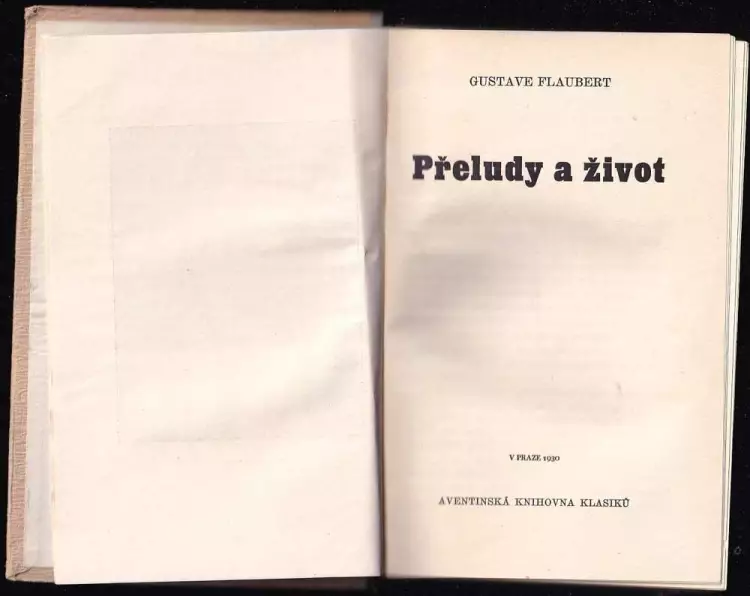 GUSTAVE FLAUBERT
Přeludy a život
V PRAZE 1930
AVENTINSKÁ KNIHOVNA KLASIKŮ